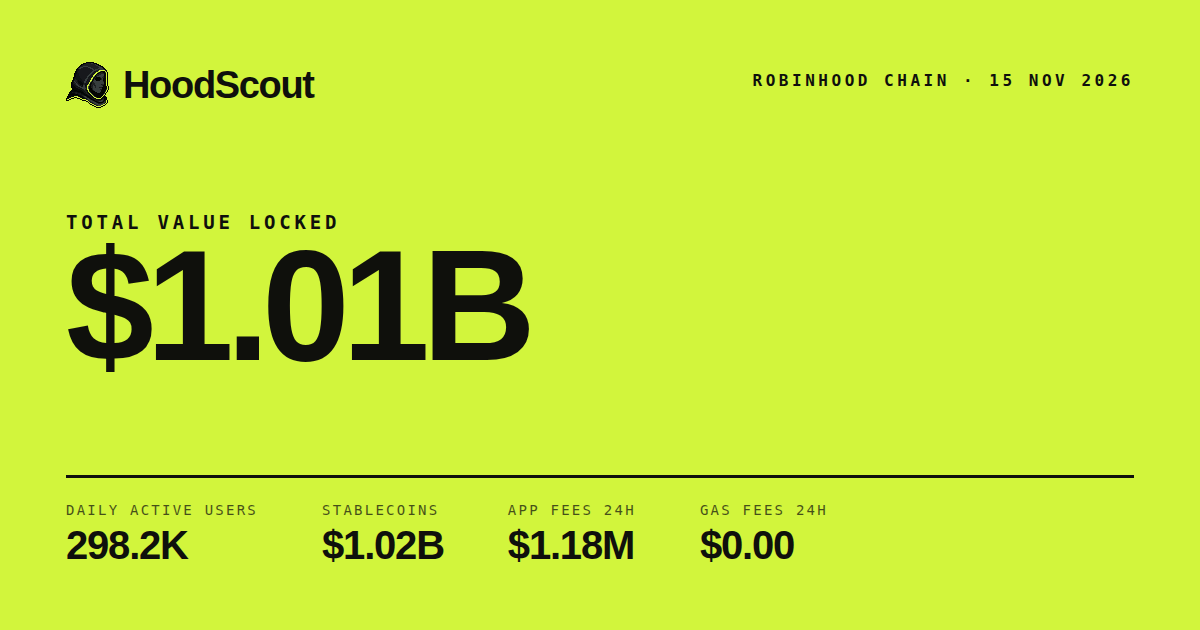 HoodScout
ROBINHOOD CHAIN · 15 NOV 2026
TOTAL VALUE LOCKED
$1.01B
DAILY ACTIVE USERS
298.2K
STABLECOINS
$1.02B
APP FEES 24H
$1.18M
GAS FEES 24H
$0.00